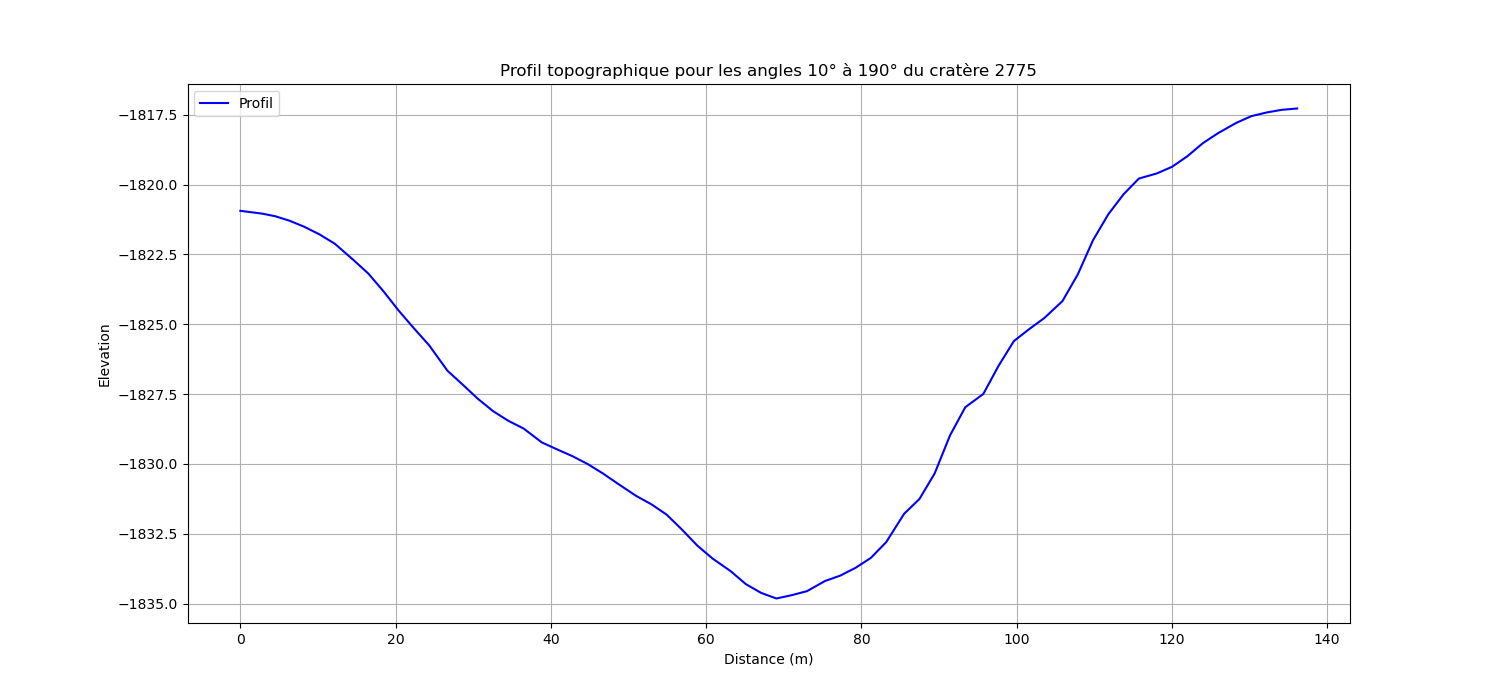 Profil topographique pour les angles 10° à 190° du cratère 2775
Profil
−1817.5
−1820.0
−1822.5
−1825.0
−1827.5
−1830.0
−1832.5
−1835.0
Elevation
0 20 40 60 80 100 120 140
Distance (m)